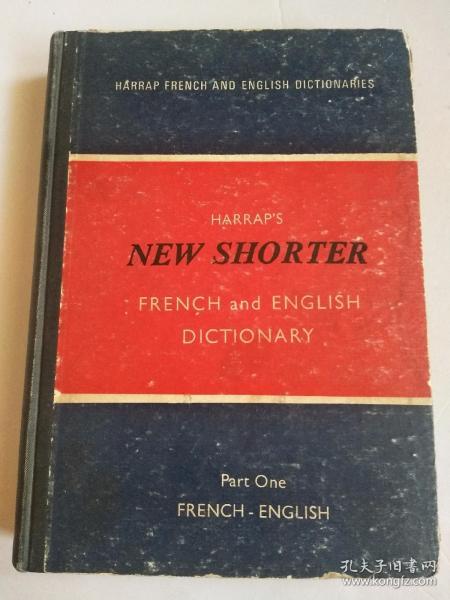 HARRAP FRENCH AND ENGLISH DICTIONARIES
HARRAP'S
NEW SHORTER
FRENCH and ENGLISH
DICTIONARY
Part One
FRENCH - ENGLISH
孔夫子旧书网
www.kongfz.com